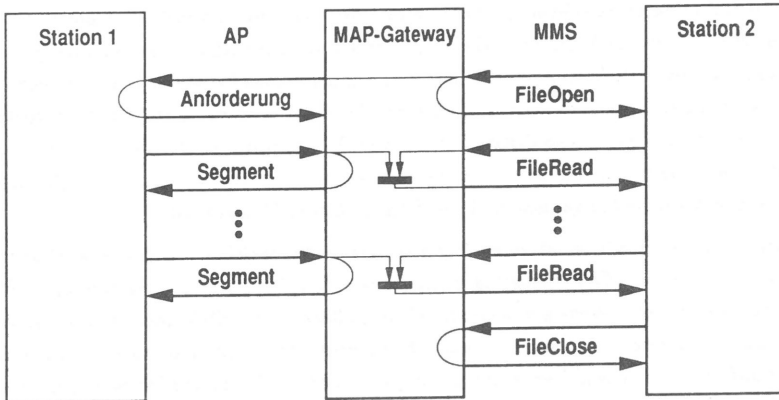 Station 1 AP MAP-Gateway MMS Station 2
Anforderung FileOpen
Segment FileRead
Segment FileRead
FileClose